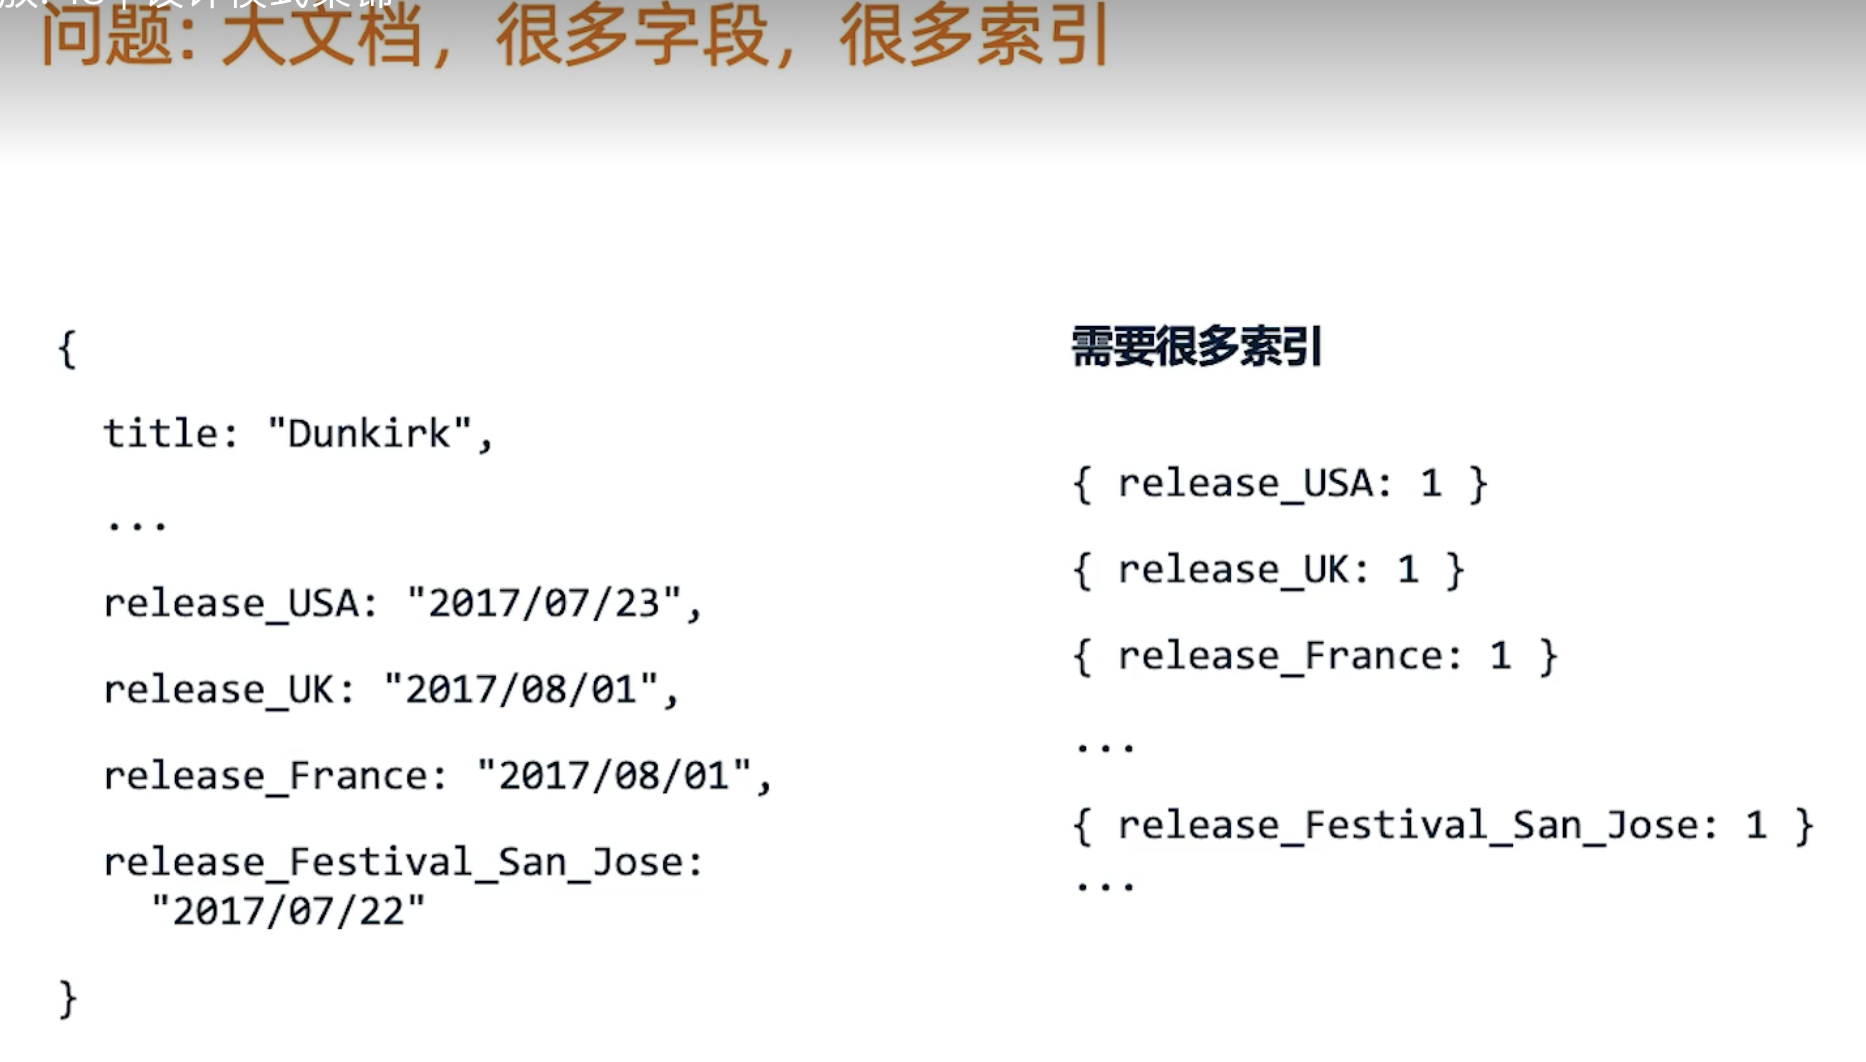 问题: 大文档，很多字段，很多索引
{
title: "Dunkirk",
...
release_USA: "2017/07/23",
release_UK: "2017/08/01",
release_France: "2017/08/01",
release_Festival_San_Jose:
"2017/07/22"
}
需要很多索引
{ release_USA: 1 }
{ release_UK: 1 }
{ release_France: 1 }
...
{ release_Festival_San_Jose: 1 }
...